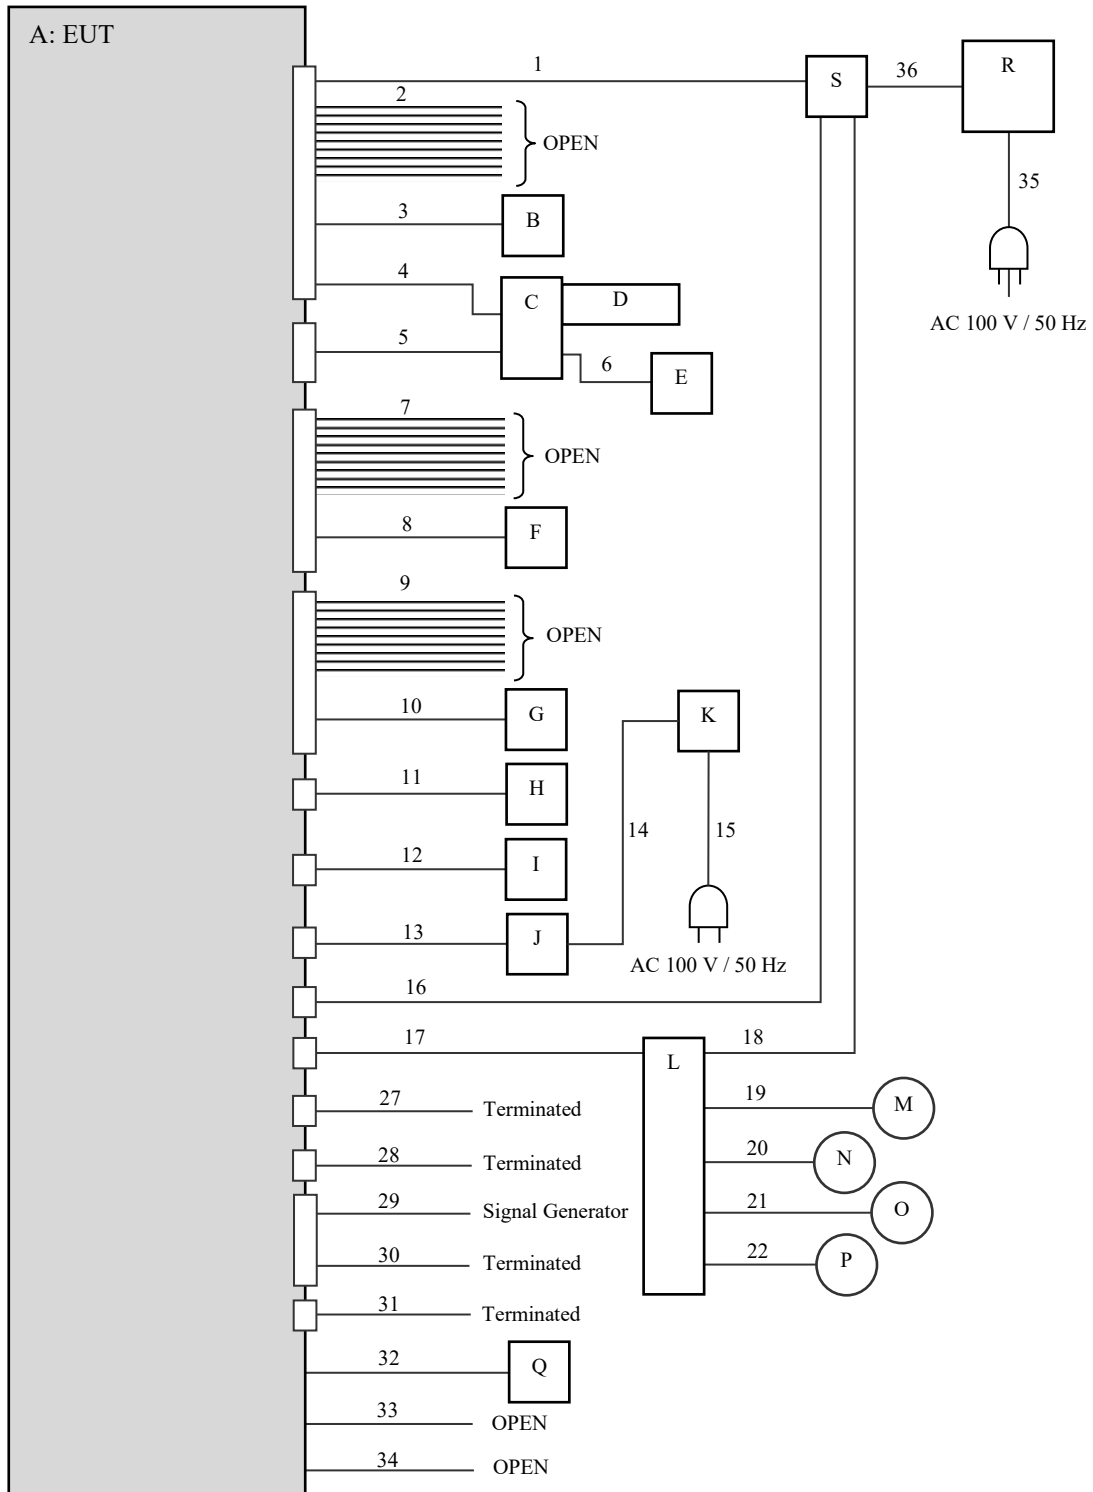 A: EUT
1
S
36
R
2
OPEN
35
3
B
4
C
D
AC 100 V / 50 Hz
5
6
E
7
OPEN
8
F
9
OPEN
10
G
K
11
H
14
15
12
I
13
J
AC 100 V / 50 Hz
16
17
L
18
27
Terminated
19
M
28
Terminated
20
N
29
Signal Generator
21
O
30
Terminated
22
P
31
Terminated
32
Q
33
OPEN
34
OPEN